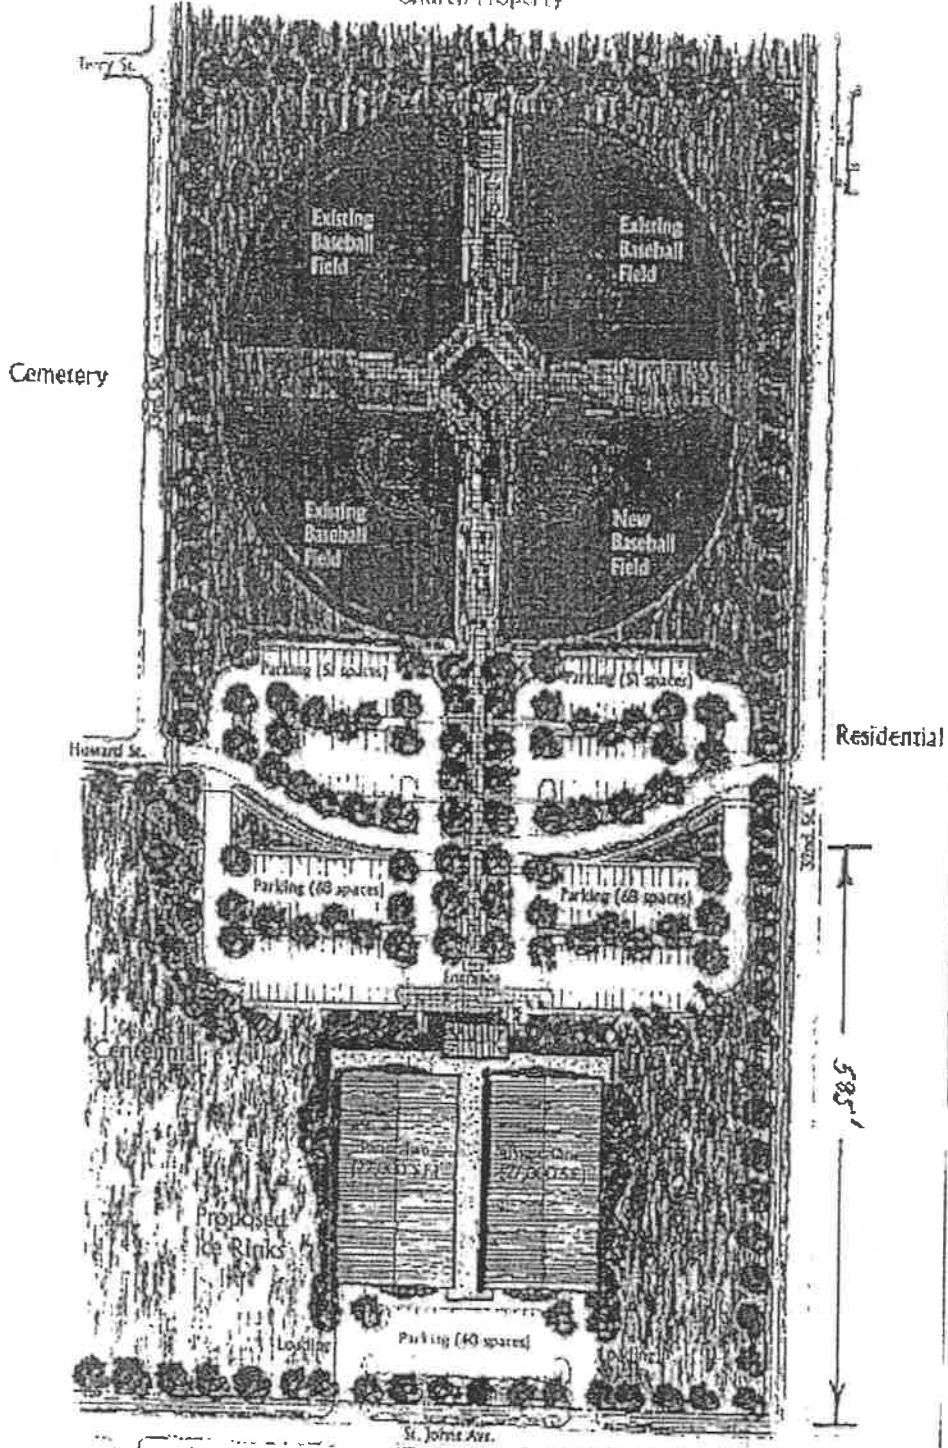 Church Property
Terry St.
Existing
Baseball
Field
Existing
Baseball
Field
Cemetery
Existing
Baseball
Field
New
Baseball
Field
Parking (51 spaces)
Parking (51 spaces)
Howard St.
Residential
32nd St. W.
Parking (68 spaces)
Parking (68 spaces)
Entrance
Centennial
585'
Proposed
Ice Rinks
Loading
Parking (40 spaces)
St. Johns Ave.